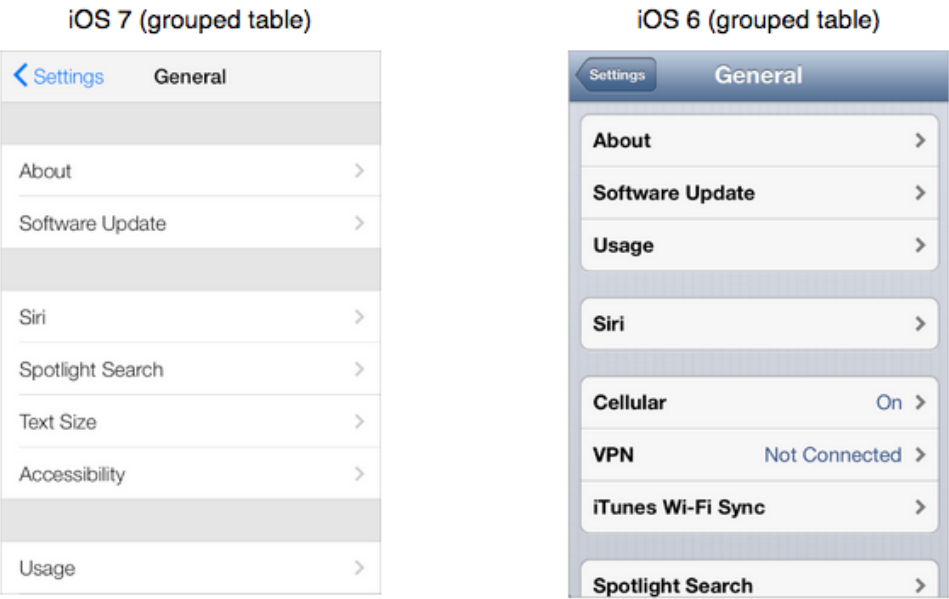 iOS 7 (grouped table)
Settings General
About
Software Update
Siri
Spotlight Search
Text Size
Accessibility
Usage
iOS 6 (grouped table)
Settings General
About
Software Update
Usage
Siri
Cellular On
VPN Not Connected
iTunes Wi-Fi Sync
Spotlight Search